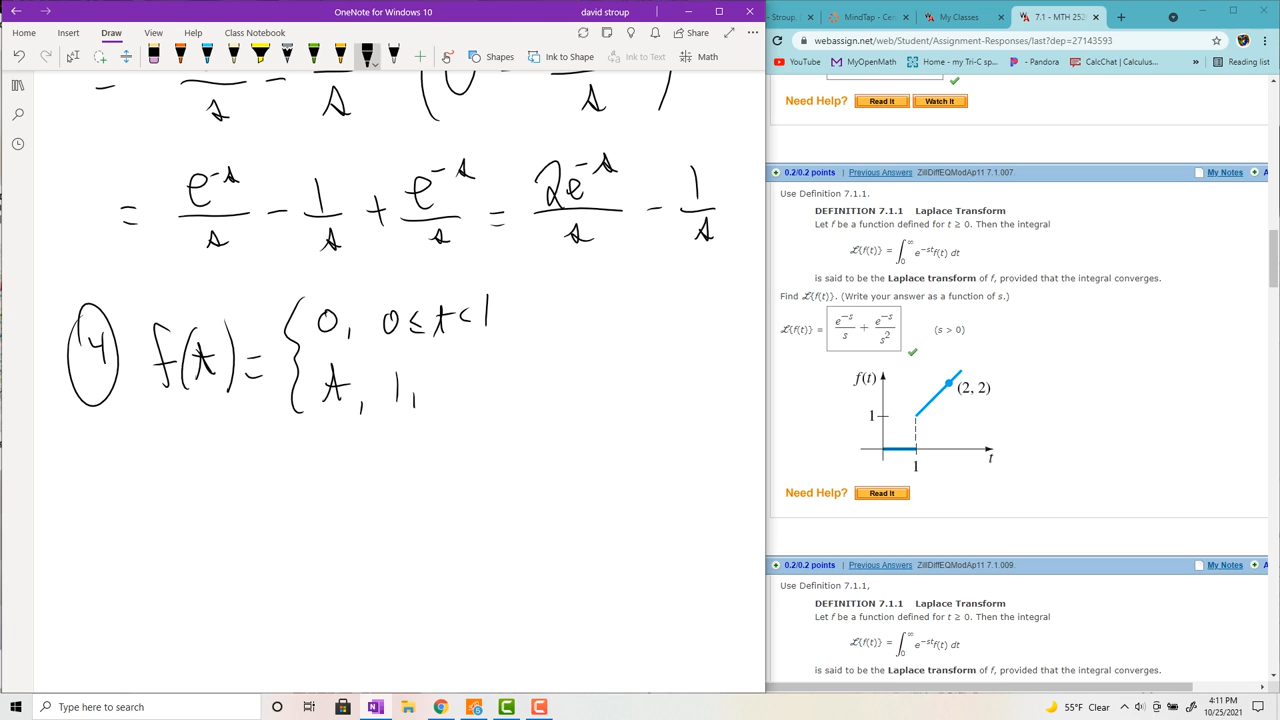 OneNote for Windows 10
david stroup
Home Insert Draw View Help Class Notebook Share
Shapes Ink to Shape Ink to Text Math
- s - s ( 0 s )
= e^-s/s - 1/s + e^-s/s = 2e^-s/s - 1/s
14 f(t) = { 0, 0 ≤ t < 1
t, 1,
Type here to search
Stroup, MindTap - Cen My Classes 7.1 - MTH 253
webassign.net/web/Student/Assignment-Responses/last?dep=27143593
YouTube MyOpenMath Home - my Tri-C sp... - Pandora CalcChat | Calculus... Reading list
Need Help? Read It Watch It
0.2/0.2 points | Previous Answers ZillDiffEQModAp11 7.1.007. My Notes
Use Definition 7.1.1.
DEFINITION 7.1.1 Laplace Transform
Let f be a function defined for t ≥ 0. Then the integral
ℒ{f(t)} = ∫₀^∞ e^−st f(t) dt
is said to be the Laplace transform of f, provided that the integral converges.
Find ℒ{f(t)}. (Write your answer as a function of s.)
ℒ{f(t)} = e^−s/s + e^−s/s^2 (s > 0)
f(t)
(2, 2)
1
t
1
Need Help? Read It
0.2/0.2 points | Previous Answers ZillDiffEQModAp11 7.1.009. My Notes
Use Definition 7.1.1,
DEFINITION 7.1.1 Laplace Transform
Let f be a function defined for t ≥ 0. Then the integral
ℒ{f(t)} = ∫₀^∞ e^−st f(t) dt
is said to be the Laplace transform of f, provided that the integral converges.
55°F Clear
4:11 PM
10/25/2021